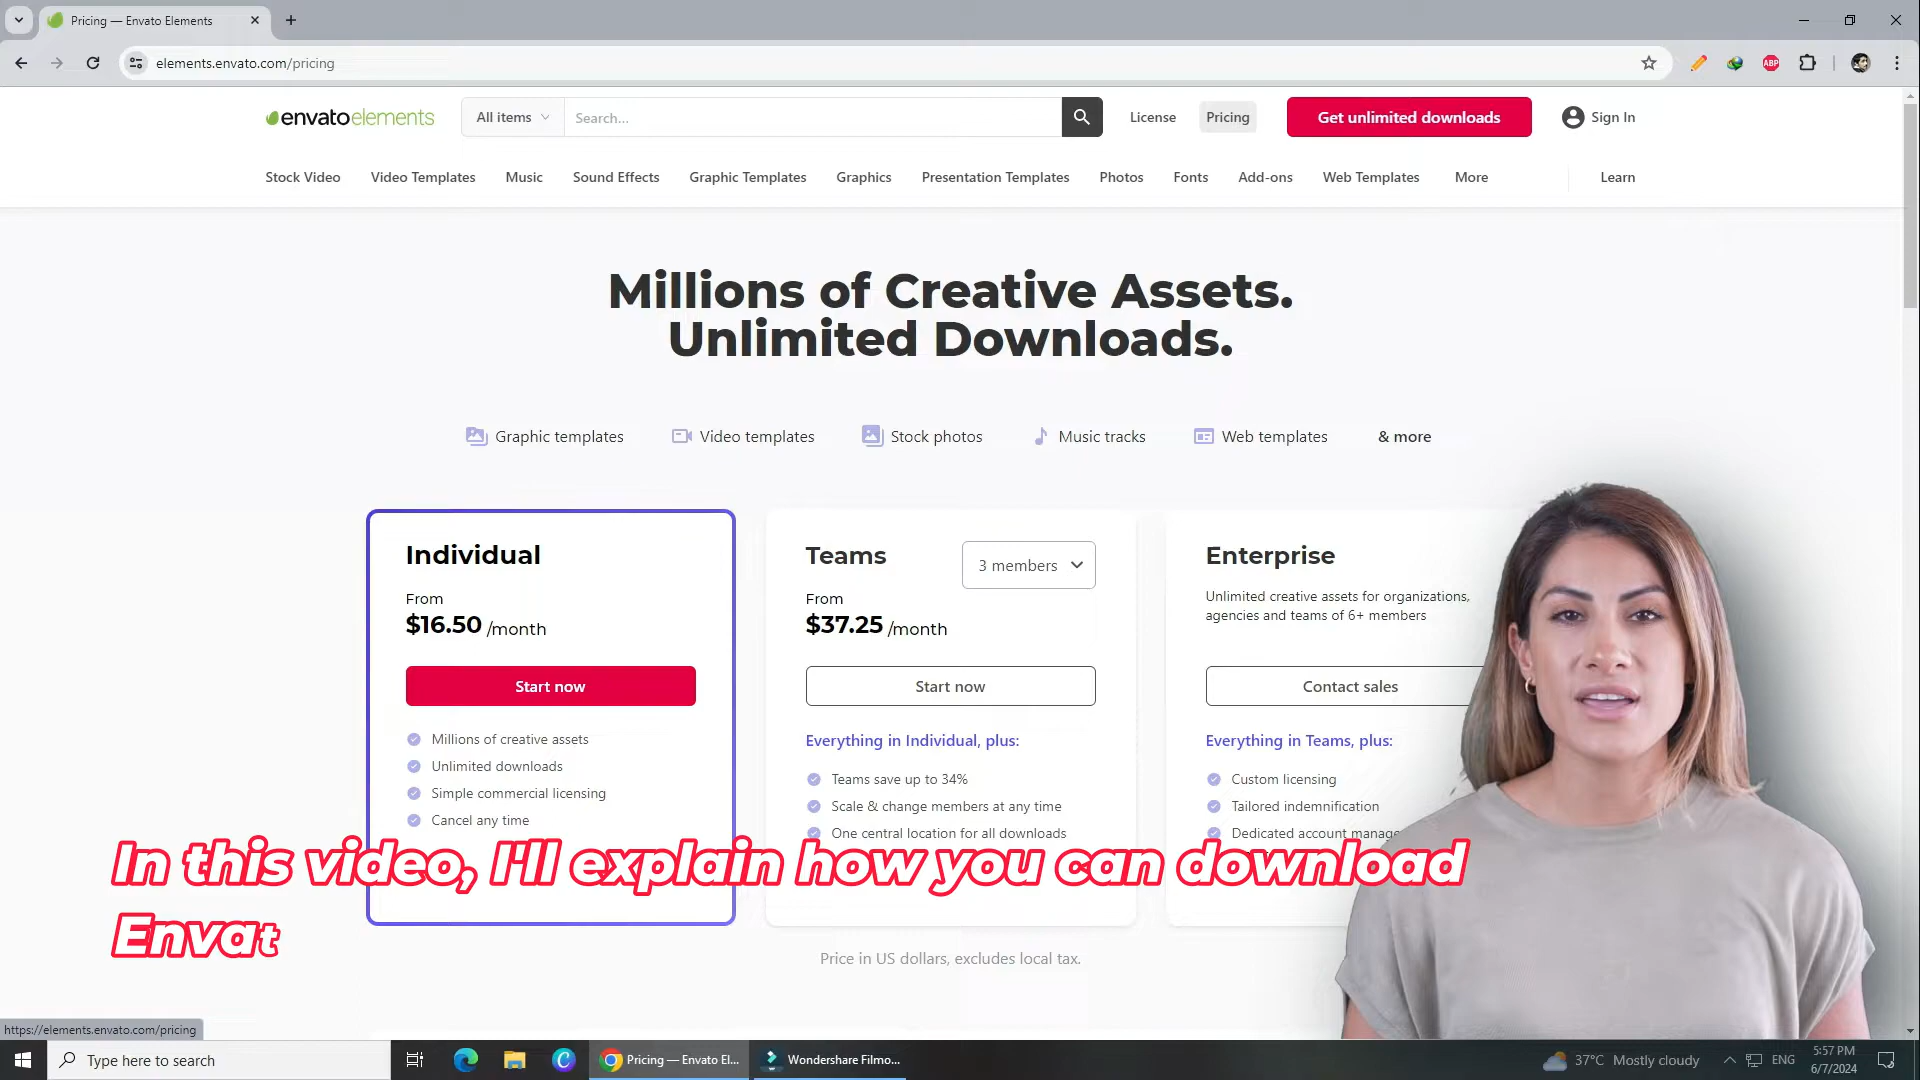 Pricing — Envato Elements
elements.envato.com/pricing
ABP
envatoelements
All items
Search...
License
Pricing
Get unlimited downloads
Sign In
Stock Video
Video Templates
Music
Sound Effects
Graphic Templates
Graphics
Presentation Templates
Photos
Fonts
Add-ons
Web Templates
More
Learn
Millions of Creative Assets.
Unlimited Downloads.
Graphic templates
Video templates
Stock photos
Music tracks
Web templates
& more
Individual
From
$16.50 /month
Start now
Millions of creative assets
Unlimited downloads
Simple commercial licensing
Cancel any time
Teams
3 members
From
$37.25 /month
Start now
Everything in Individual, plus:
Teams save up to 34%
Scale & change members at any time
One central location for all downloads
Enterprise
Unlimited creative assets for organizations,
agencies and teams of 6+ members
Contact sales
Everything in Teams, plus:
Custom licensing
Tailored indemnification
Dedicated account manage
In this video, I'll explain how you can download
Envat
Price in US dollars, excludes local tax.
https://elements.envato.com/pricing
Type here to search
Pricing — Envato El...
Wondershare Filmo...
37°C Mostly cloudy
ENG
5:57 PM
6/7/2024